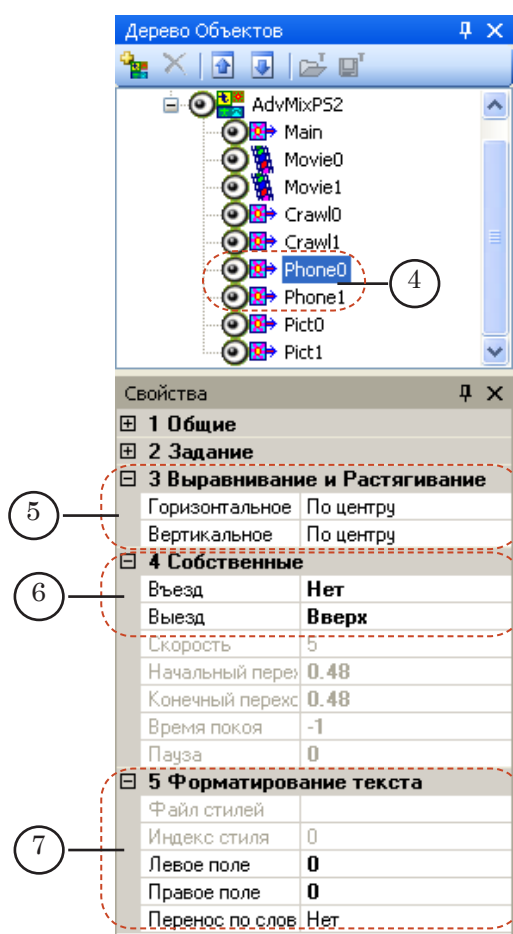 Дерево Объектов
AdvMixPS2
Main
Movie0
Movie1
Crawl0
Crawl1
Phone0
4
Phone1
Pict0
Pict1
Свойства
1 Общие
2 Задание
3 Выравнивание и Растягивание
5
Горизонтальное По центру
Вертикальное По центру
4 Собственные
6
Въезд Нет
Выезд Вверх
Скорость 5
Начальный перех 0.48
Конечный перехс 0.48
Время покоя -1
Пауза 0
5 Форматирование текста
Файл стилей
Индекс стиля 0
7
Левое поле 0
Правое поле 0
Перенос по слов Нет